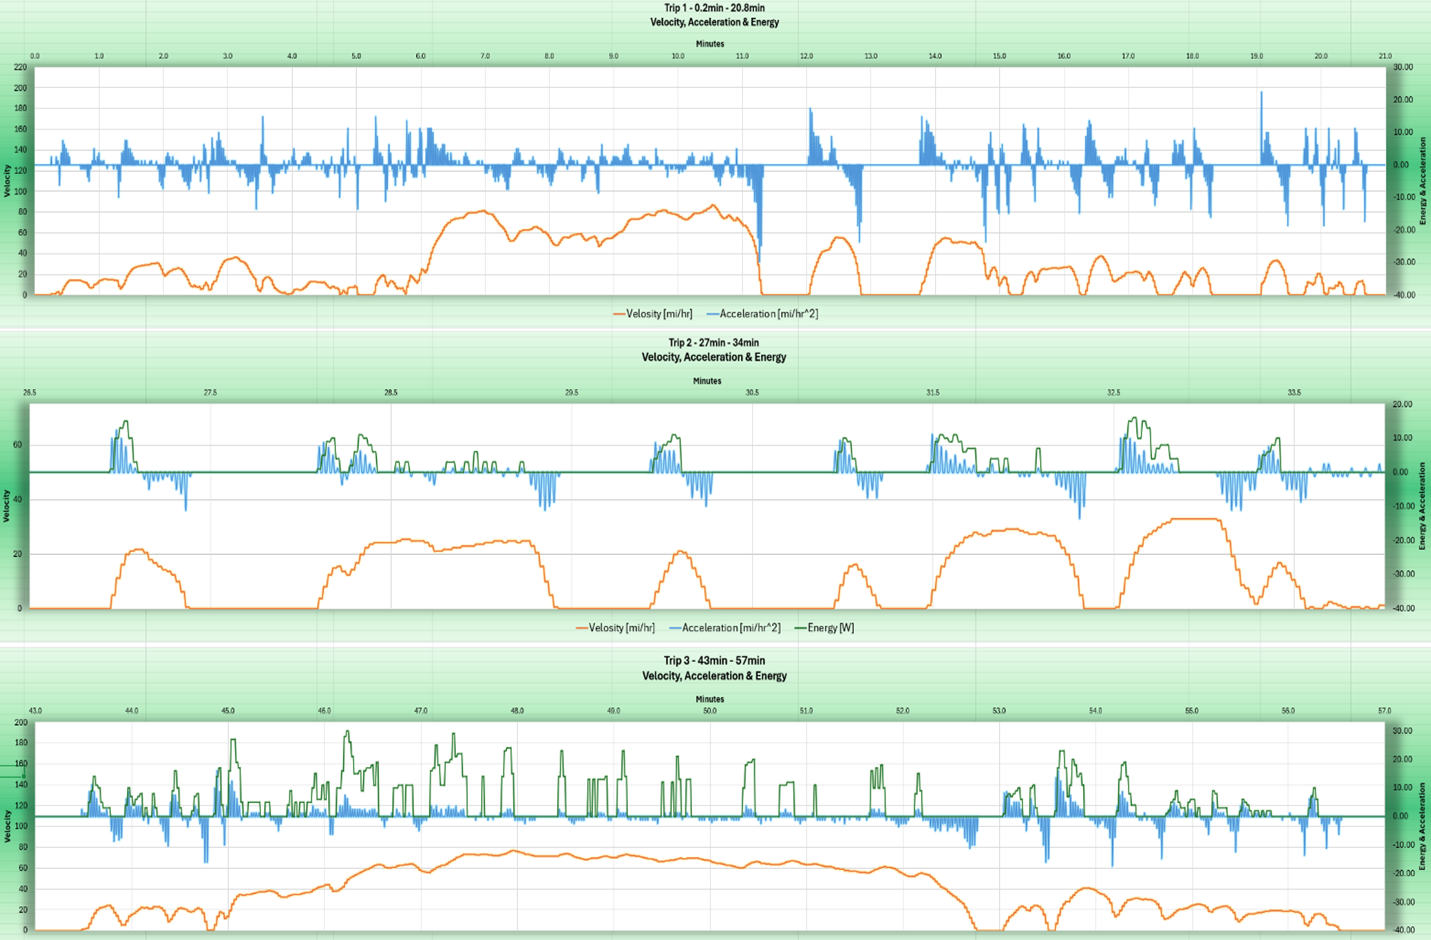 Trip 1 - 0.2min - 20.8min
Velocity, Acceleration & Energy
Minutes
0.0 1.0 2.0 3.0 4.0 5.0 6.0 7.0 8.0 9.0 10.0 11.0 12.0 13.0 14.0 15.0 16.0 17.0 18.0 19.0 20.0 21.0
220
200
180
160
140
120
100
80
60
40
20
0
Velocity
30.00
20.00
10.00
0.00
-10.00
-20.00
-30.00
-40.00
Energy & Acceleration
Velosity [mi/hr] Acceleration [mi/hr^2]
Trip 2 - 27min - 34min
Velocity, Acceleration & Energy
Minutes
26.5 27.5 28.5 29.5 30.5 31.5 32.5 33.5
60
40
20
0
Velocity
20.00
10.00
0.00
-10.00
-20.00
-30.00
-40.00
Energy & Acceleration
Velosity [mi/hr] Acceleration [mi/hr^2] Energy [W]
Trip 3 - 43min - 57min
Velocity, Acceleration & Energy
Minutes
43.0 44.0 45.0 46.0 47.0 48.0 49.0 50.0 51.0 52.0 53.0 54.0 55.0 56.0 57.0
200
180
160
140
120
100
80
60
40
20
0
Velocity
30.00
20.00
10.00
0.00
-10.00
-20.00
-30.00
-40.00
Energy & Acceleration